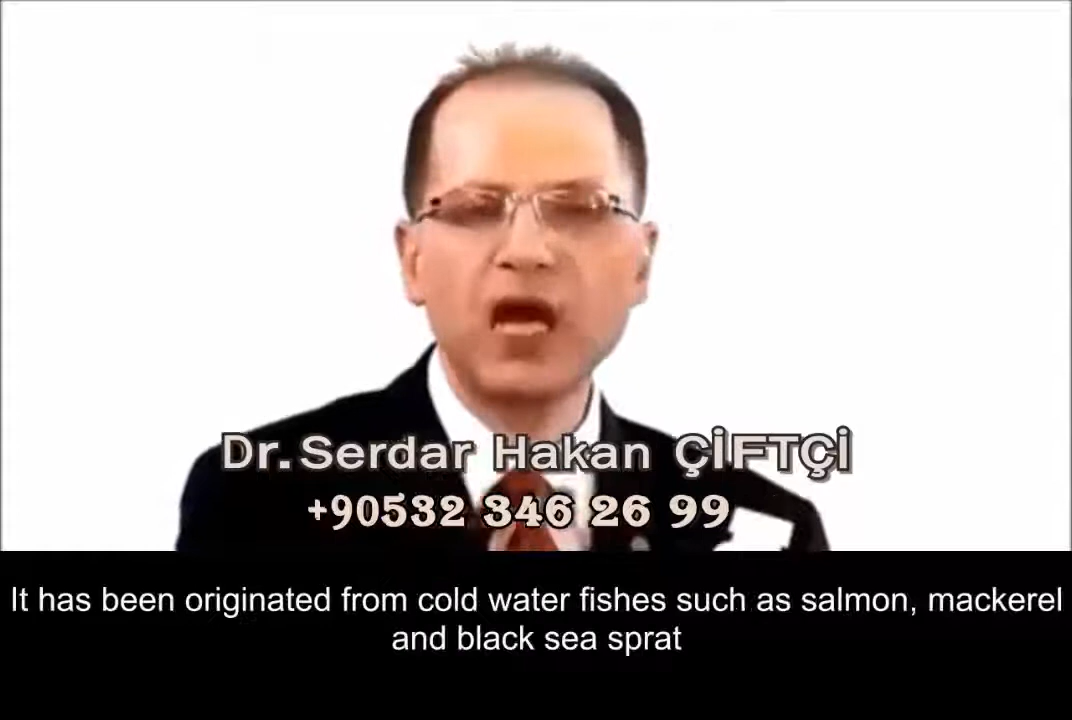 Dr. Serdar Hakan ÇİFTÇİ
+90532 346 26 99
It has been originated from cold water fishes such as salmon, mackerel
and black sea sprat